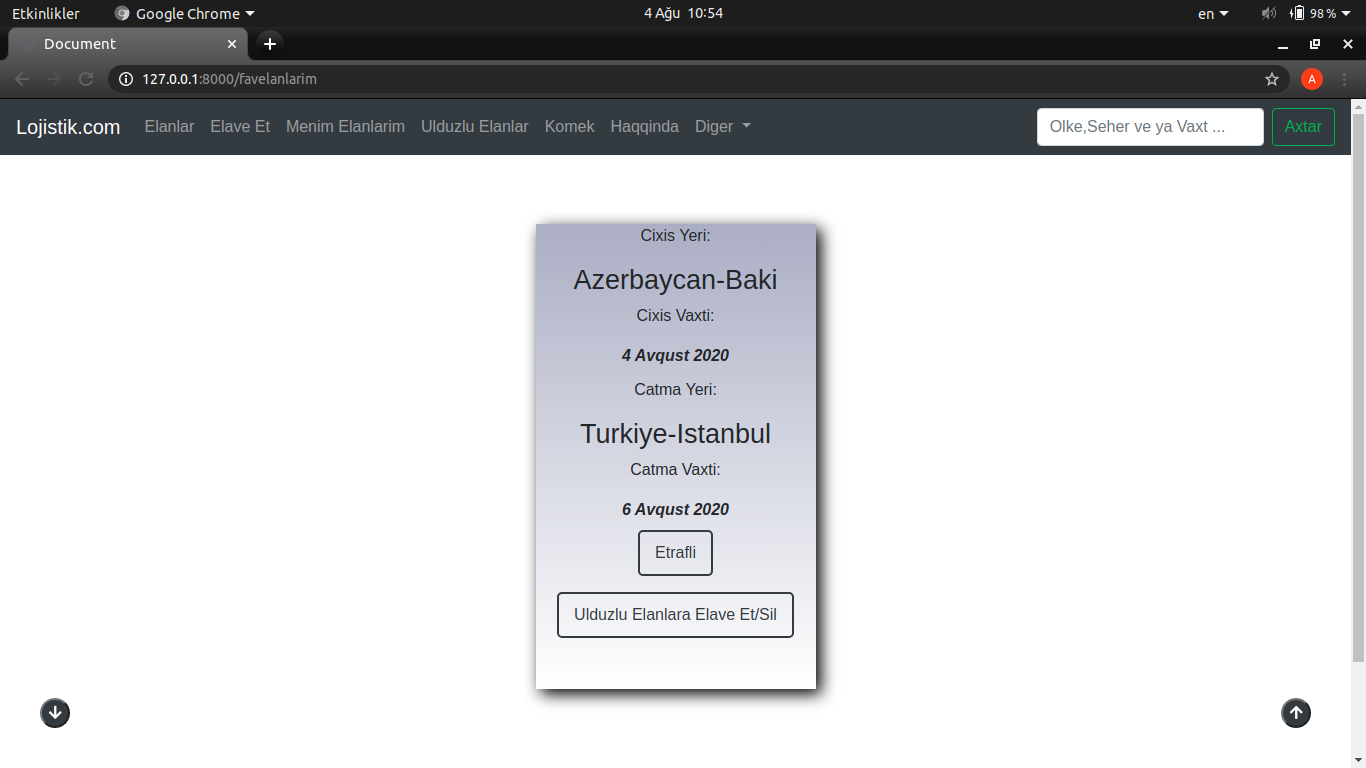 Etkinlikler Google Chrome 4 Ağu 10:54 en 98 %
Document
127.0.0.1:8000/favelanlarim A
Lojistik.com Elanlar Elave Et Menim Elanlarim Ulduzlu Elanlar Komek Haqqinda Diger Olke,Seher ve ya Vaxt ... Axtar
Cixis Yeri:
Azerbaycan-Baki
Cixis Vaxti:
4 Avqust 2020
Catma Yeri:
Turkiye-Istanbul
Catma Vaxti:
6 Avqust 2020
Etrafli
Ulduzlu Elanlara Elave Et/Sil